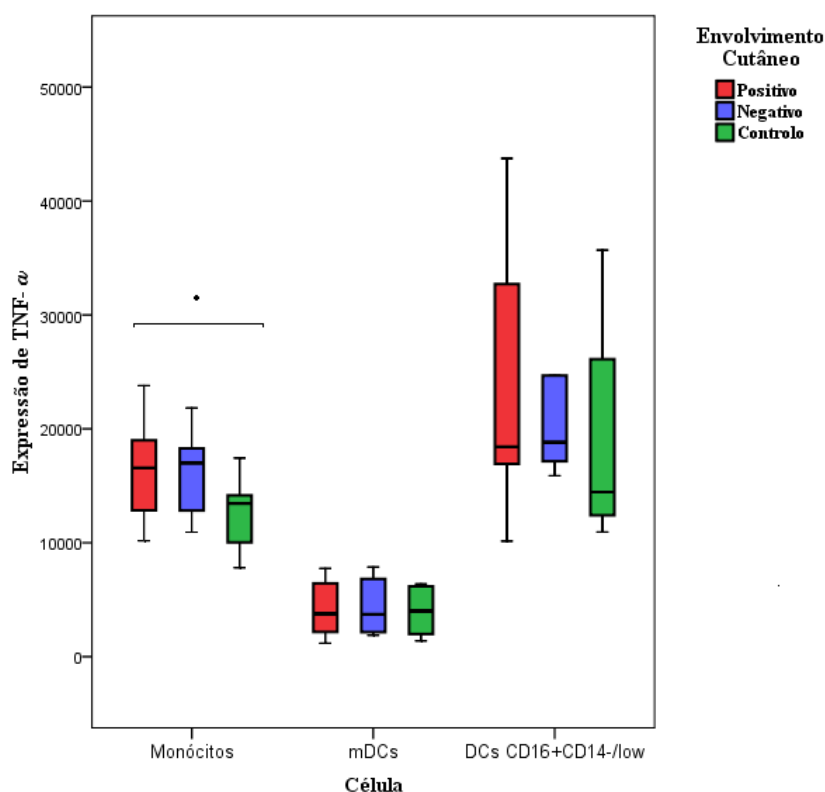 Envolvimento
Cutâneo
Positivo
Negativo
Controlo
50000
40000
30000
20000
10000
0
Expressão de TNF-α
Monócitos
mDCs
DCs CD16+CD14-/low
Célula